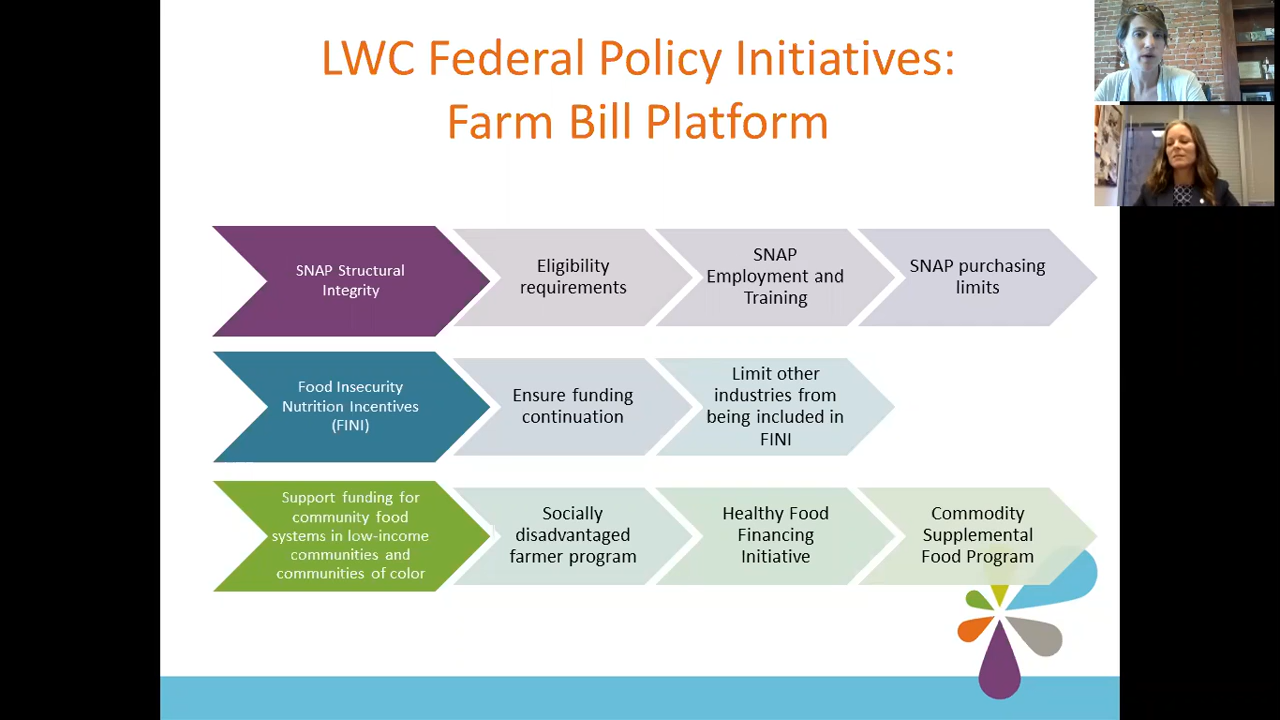 LWC Federal Policy Initiatives:
Farm Bill Platform
SNAP Structural
Integrity
Eligibility
requirements
SNAP
Employment and
Training
SNAP purchasing
limits
Food Insecurity
Nutrition Incentives
(FINI)
Ensure funding
continuation
Limit other
industries from
being included in
FINI
Support funding for
community food
systems in low-income
communities and
communities of color
Socially
disadvantaged
farmer program
Healthy Food
Financing
Initiative
Commodity
Supplemental
Food Program